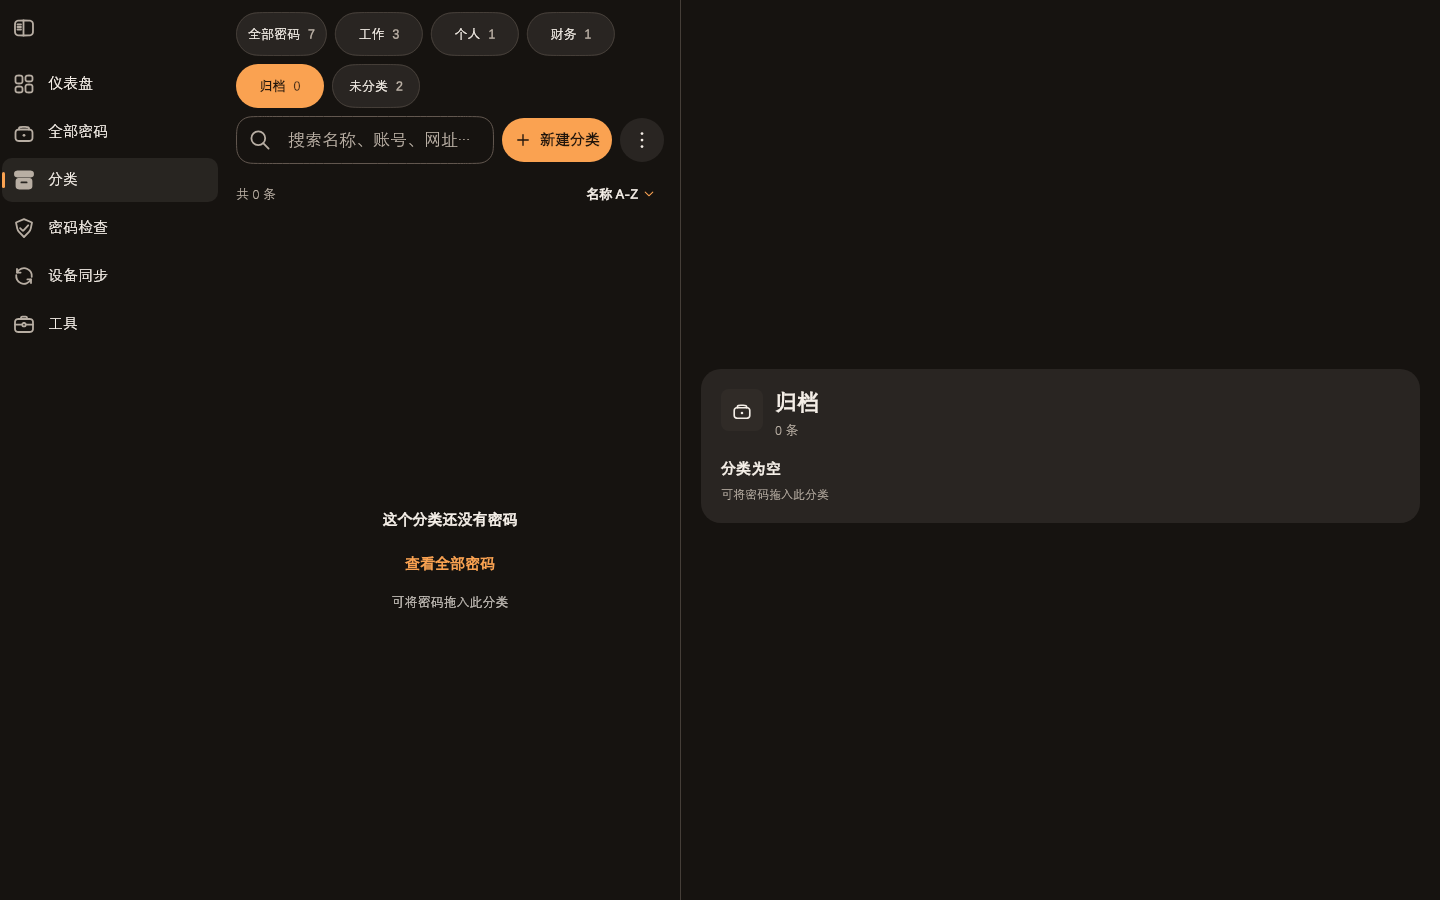 仪表盘
全部密码
分类
密码检查
设备同步
工具
全部密码 7
工作 3
个人 1
财务 1
归档 0
未分类 2
搜索名称、账号、网址…
新建分类
共 0 条
名称 A-Z
这个分类还没有密码
查看全部密码
可将密码拖入此分类
归档
0 条
分类为空
可将密码拖入此分类